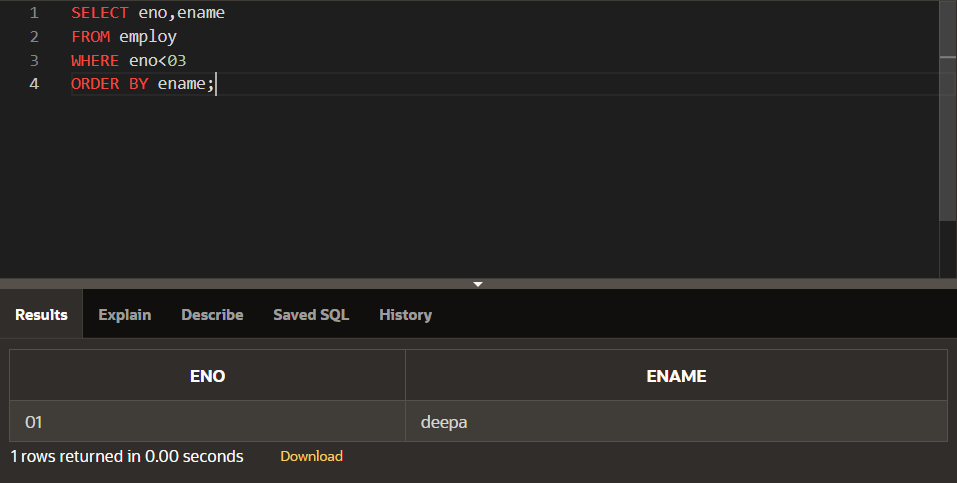 1 SELECT eno,ename
2 FROM employ
3 WHERE eno<03
4 ORDER BY ename;
Results Explain Describe Saved SQL History
ENO ENAME
01 deepa
1 rows returned in 0.00 seconds Download